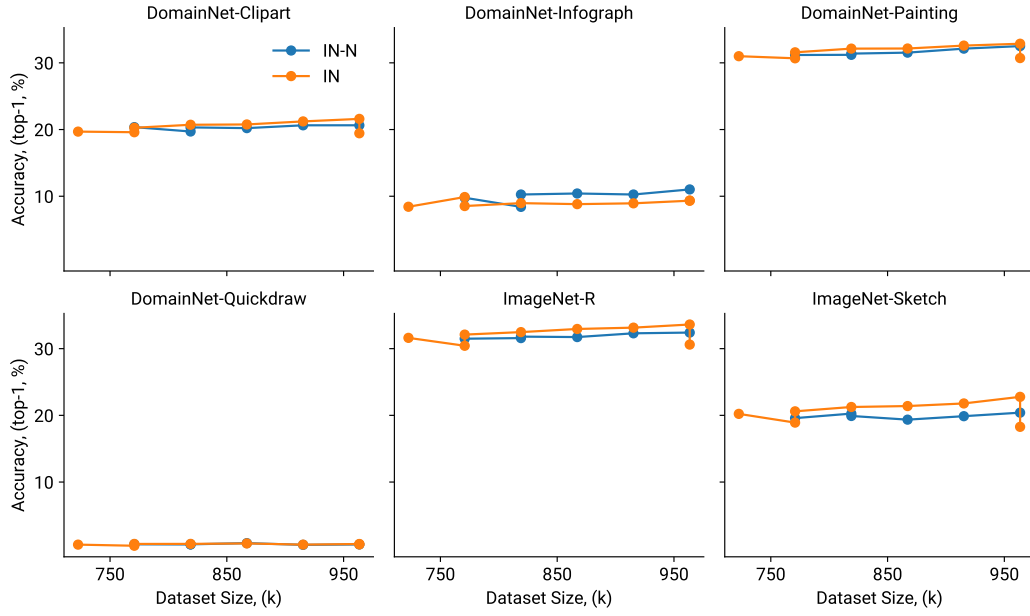 DomainNet-Clipart
DomainNet-Infograph
DomainNet-Painting
Accuracy, (top-1, %)
30
20
10
IN-N
IN
DomainNet-Quickdraw
ImageNet-R
ImageNet-Sketch
Accuracy, (top-1, %)
30
20
10
750
850
950
750
850
950
750
850
950
Dataset Size, (k)
Dataset Size, (k)
Dataset Size, (k)